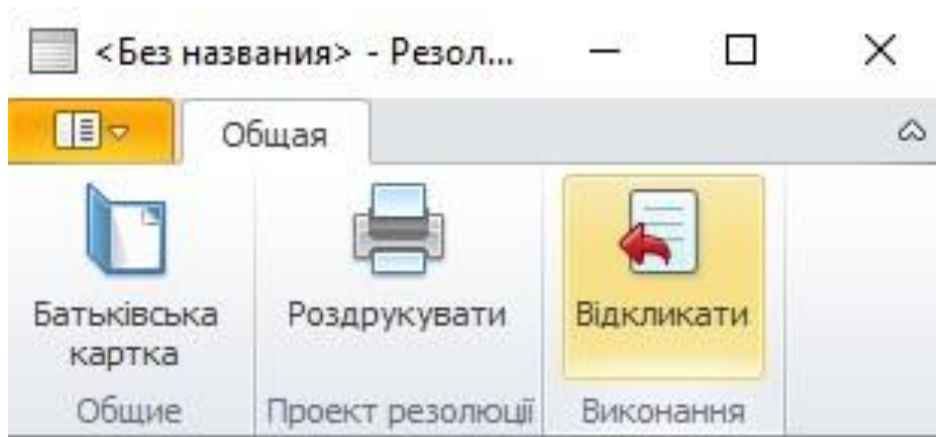 <Без названия> - Резол...
Общая
Батьківська
картка
Роздрукувати
Відкликати
Общие
Проект резолюції
Виконання